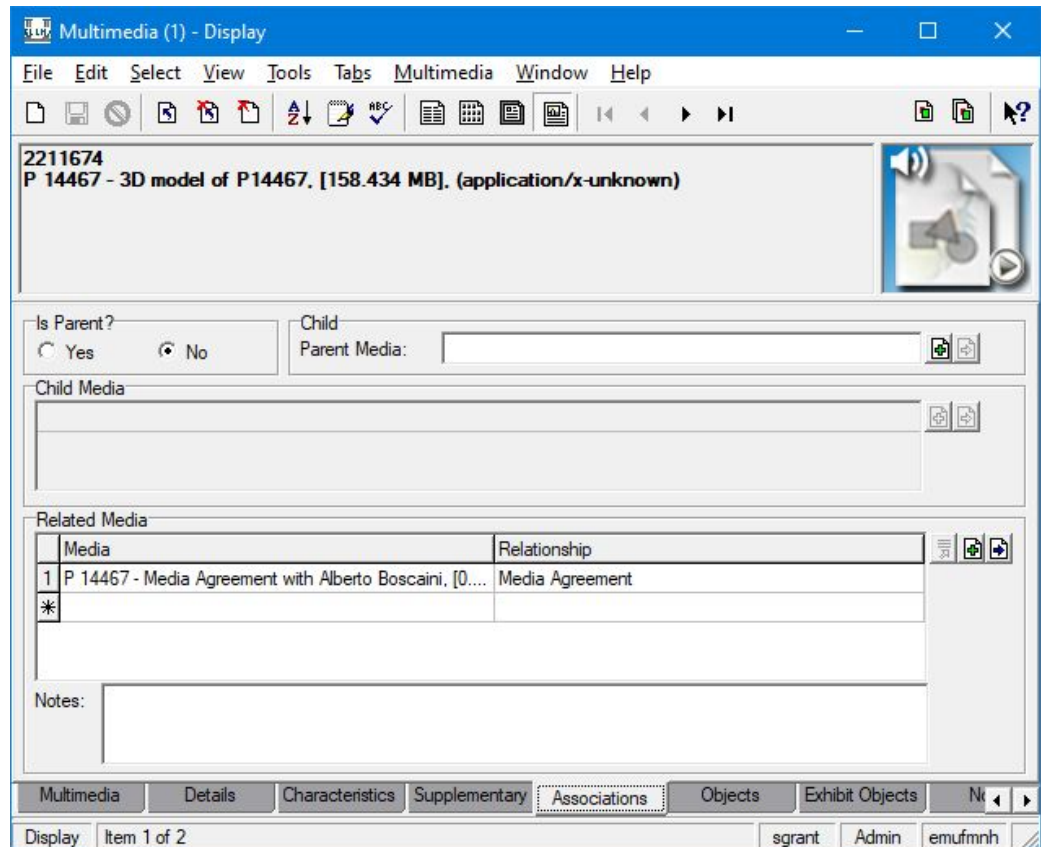 Multimedia (1) - Display
File Edit Select View Tools Tabs Multimedia Window Help
2211674
P 14467 - 3D model of P14467, [158.434 MB], (application/x-unknown)
Is Parent?
Yes No
Child
Parent Media:
Child Media
Related Media
Media Relationship
1 P 14467 - Media Agreement with Alberto Boscaini, [0.... Media Agreement
Notes:
Multimedia Details Characteristics Supplementary Associations Objects Exhibit Objects
Display Item 1 of 2 sgrant Admin emufmnh